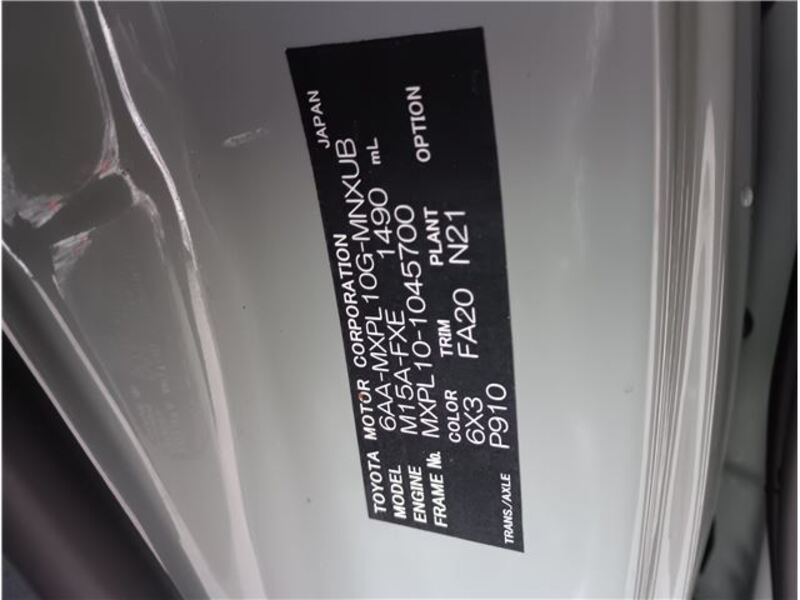 TOYOTA MOTOR CORPORATION JAPAN
MODEL 6AA-MXPL10G-MNXUB
ENGINE M15A-FXE 1490 mL
FRAME No. MXPL10-1045700
COLOR TRIM PLANT OPTION
6X3 FA20 N21
TRANS./AXLE P910